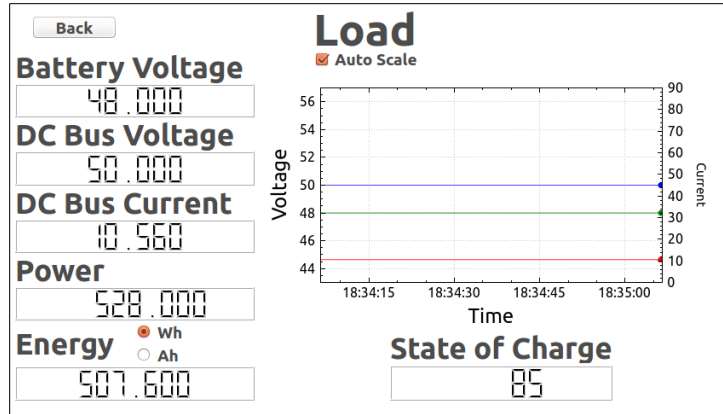 Back
Load
Auto Scale
Battery Voltage
48.000
DC Bus Voltage
50.000
DC Bus Current
10.560
Power
528.000
Energy
Wh
Ah
507.600
Voltage
56
54
52
50
48
46
44
90
80
70
60
50
40
30
20
10
0
Current
18:34:15 18:34:30 18:34:45 18:35:00
Time
State of Charge
85